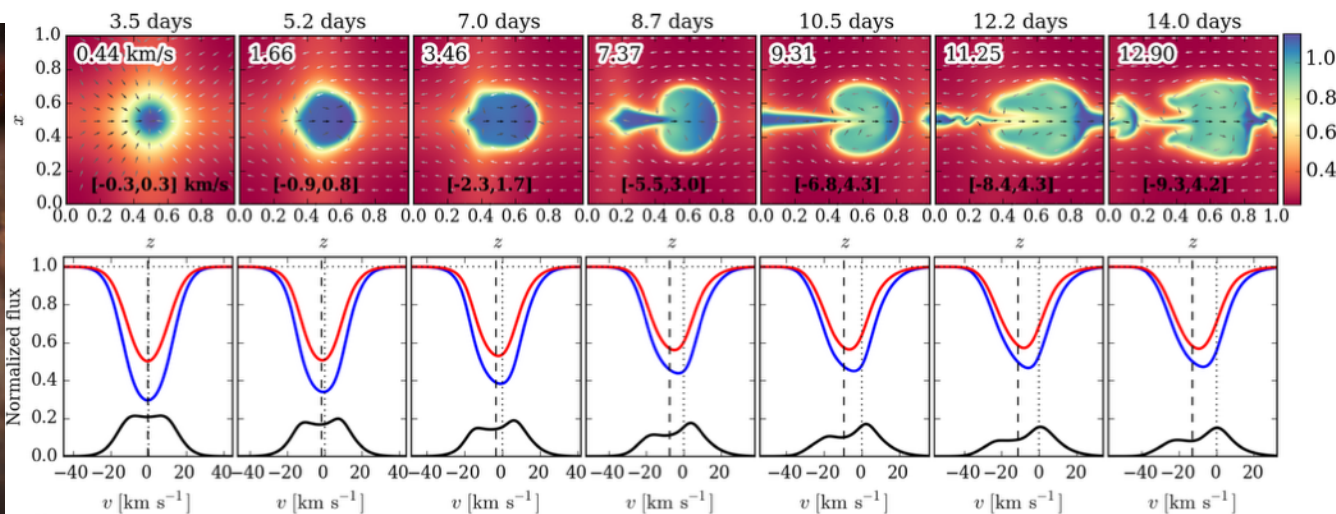 3.5 days 5.2 days 7.0 days 8.7 days 10.5 days 12.2 days 14.0 days
0.44 km/s 1.66 3.46 7.37 9.31 11.25 12.90
[-0.3,0.3] km/s [-0.9,0.8] [-2.3,1.7] [-5.5,3.0] [-6.8,4.3] [-8.4,4.3] [-9.3,4.2]
1.0
0.8
0.6
0.4
0.2
0.0
x
0.0 0.2 0.4 0.6 0.8 0.0 0.2 0.4 0.6 0.8 0.0 0.2 0.4 0.6 0.8 0.0 0.2 0.4 0.6 0.8 0.0 0.2 0.4 0.6 0.8 0.0 0.2 0.4 0.6 0.8 0.0 0.2 0.4 0.6 0.8 1.0
z z z z z z z
1.0
0.8
0.6
0.4
Normalized flux
1.0
0.8
0.6
0.4
0.2
0.0
−40 −20 0 20 40 −40 −20 0 20 40 −40 −20 0 20 40 −40 −20 0 20 −40 −20 0 20 −40 −20 0 20 −40 −20 0 20
v [km s⁻¹] v [km s⁻¹] v [km s⁻¹] v [km s⁻¹] v [km s⁻¹] v [km s⁻¹] v [km s⁻¹]